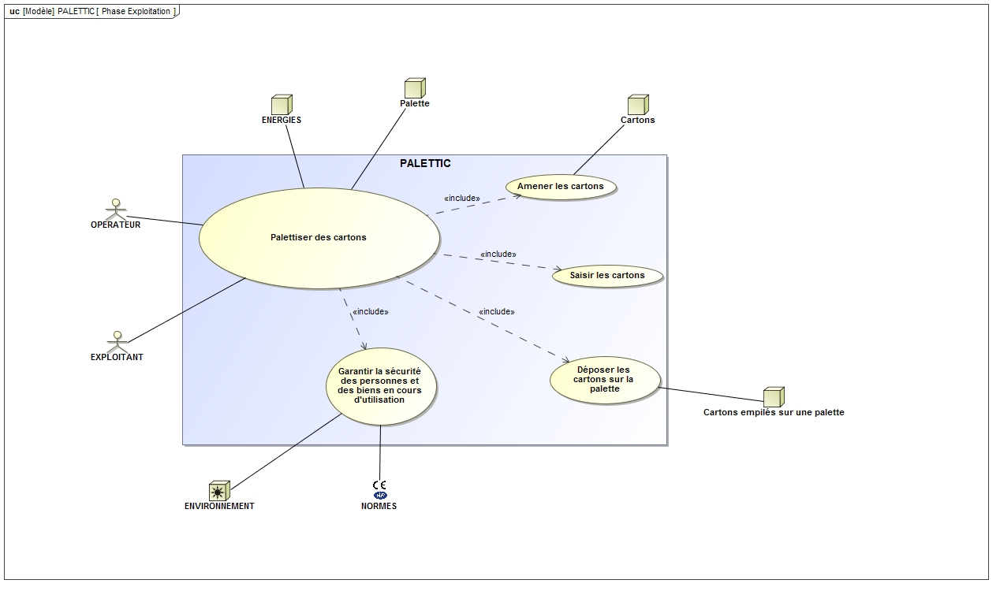 uc [Modèle] PALETTIC [ Phase Exploitation ]
Palette
ENERGIES
Cartons
PALETTIC
Amener les cartons
«include»
OPERATEUR
Palettiser des cartons
«include»
Saisir les cartons
«include»
«include»
EXPLOITANT
Garantir la sécurité
des personnes et
des biens en cours
d'utilisation
Déposer les
cartons sur la
palette
Cartons empilés sur une palette
CE
NF
ENVIRONNEMENT
NORMES